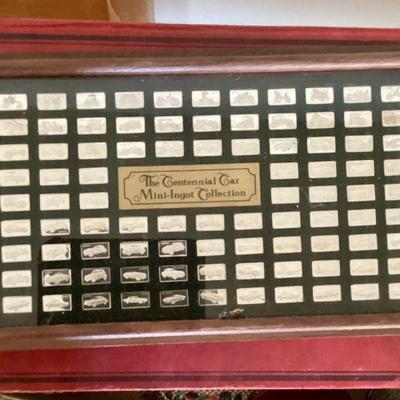 The Centennial Car
Mini-Ingot Collection